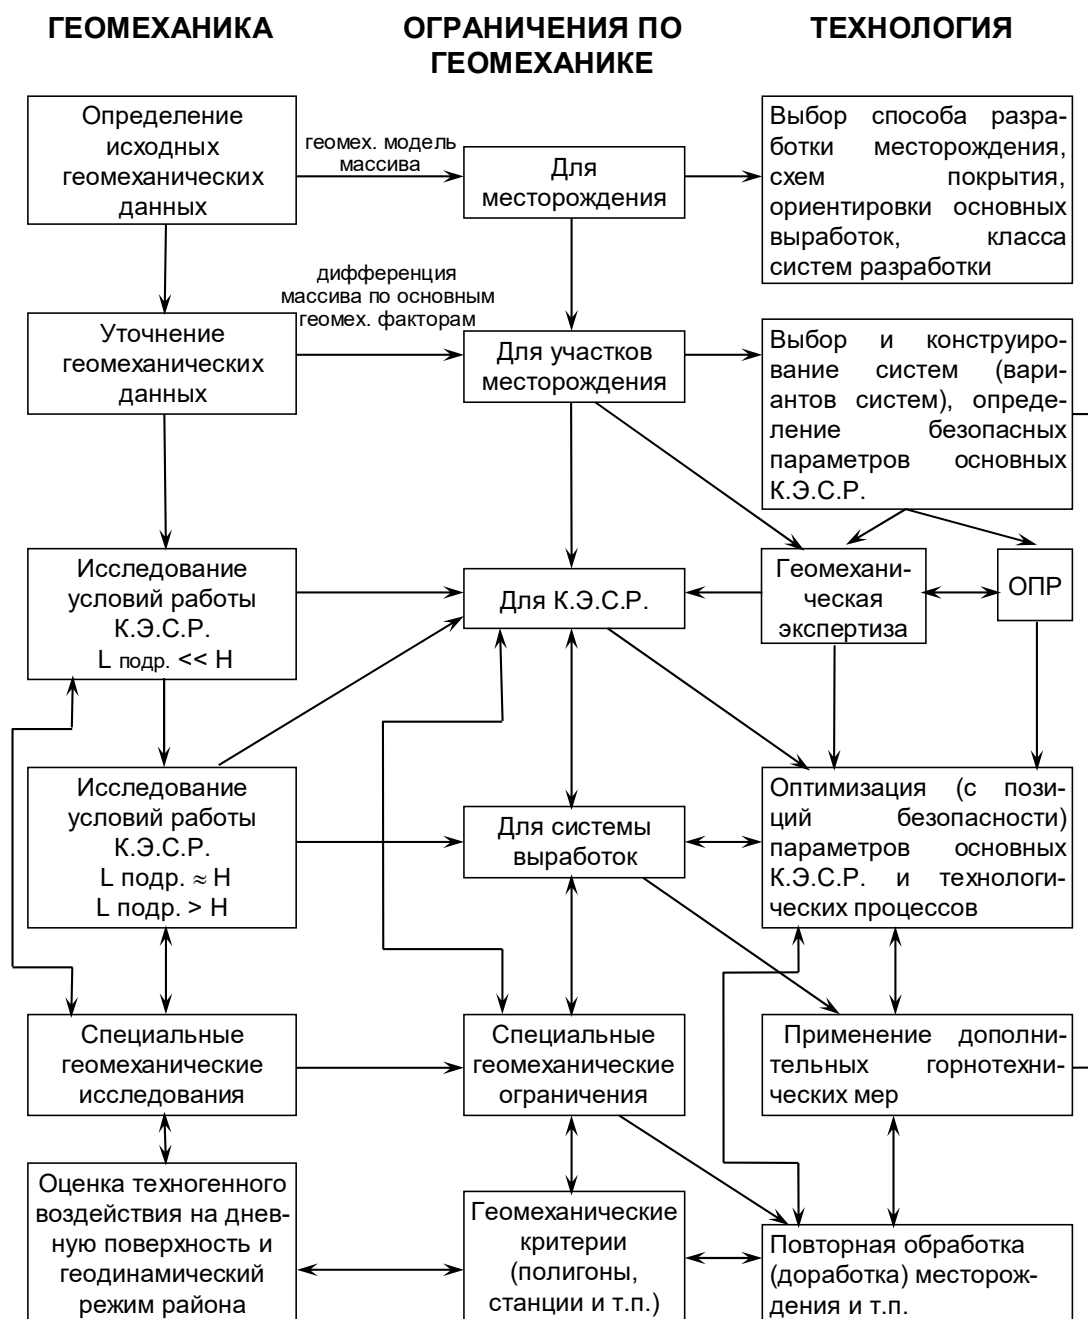 ГЕОМЕХАНИКА
ОГРАНИЧЕНИЯ ПО
ГЕОМЕХАНИКЕ
ТЕХНОЛОГИЯ
Определение
исходных
геомеханических
данных
геомех. модель
массива
Для
месторождения
Выбор способа разра-
ботки месторождения,
схем покрытия,
ориентировки основных
выработок, класса
систем разработки
Уточнение
геомеханических
данных
дифференция
массива по основным
геомех. факторам
Для участков
месторождения
Выбор и конструиро-
вание систем (вари-
антов систем), опреде-
ление безопасных
параметров основных
К.Э.С.Р.
Исследование
условий работы
К.Э.С.Р.
L подр. << H
Для К.Э.С.Р.
Геомехани-
ческая
экспертиза
ОПР
Исследование
условий работы
К.Э.С.Р.
L подр. ≈ H
L подр. > H
Для системы
выработок
Оптимизация (с пози-
ций безопасности)
параметров основных
К.Э.С.Р. и технологи-
ческих процессов
Специальные
геомеханические
исследования
Специальные
геомеханические
ограничения
Применение дополни-
тельных горнотехни-
ческих мер
Оценка техногенного
воздействия на днев-
ную поверхность и
геодинамический
режим района
Геомеханические
критерии
(полигоны,
станции и т.п.)
Повторная обработка
(доработка) месторож-
дения и т.п.